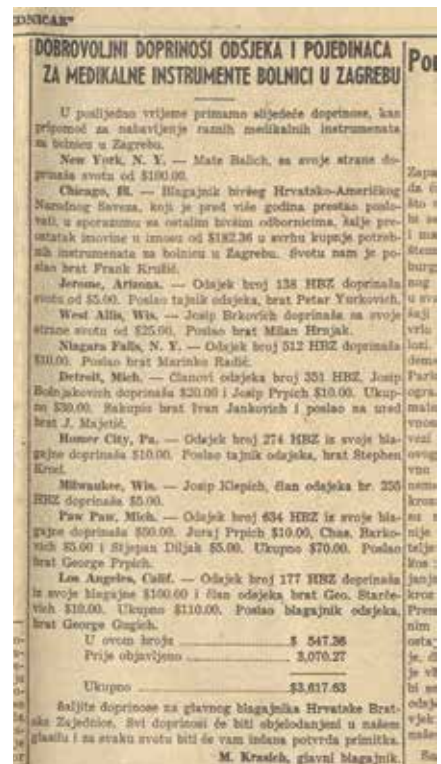 DNIČAR"
DOBROVOLJNI DOPRINOSI ODSJEKA I POJEDINACA
ZA MEDIKALNE INSTRUMENTE BOLNICI U ZAGREBU
U posljednje vrijeme primamo slijedeće doprinose, kao
pripomoć za nabavljenje raznih medikalnih instrumenata
za bolnicu u Zagrebu.
New York, N. Y. — Mate Balich, sa svoje strane do-
prinaša svotu od $100.00.
Chicago, Ill. — Blagajnik bivšeg Hrvatsko-Američkog
Narodnog Saveza, koji je pred više godina prestao poslo-
vati, u sporazumu sa ostalim bivšim odbornicima, šalje pre-
ostatak imovine u iznosu od $182.36 u svrhu kupnje potreb-
nih instrumenata za bolnicu u Zagrebu. Svotu nam je po-
slao brat Frank Krušić.
Jerome, Arizona. — Odsjek broj 138 HBZ doprinaša
svotu od $5.00. Poslao tajnik odsjeka, brat Petar Yurkovich.
West Allis, Wis. — Josip Brkovich doprinaša sa svoje
strane svotu od $25.00. Poslao brat Milan Hrnjak.
Niagara Falls, N. Y. — Odsjek broj 512 HBZ doprinaša
$10.00. Poslao brat Marinko Radić.
Detroit, Mich. — Članovi odsjeka broj 351 HBZ, Josip
Bošnjakovich doprinaša $20.00 i Josip Prpich $10.00. Ukup-
no $30.00. Sakupio brat Ivan Jankovich i poslao na ured
brat J. Majetić.
Homer City, Pa. — Odsjek broj 274 HBZ iz svoje bla-
gajne doprinaša $10.00. Poslao tajnik odsjeka, brat Stephen
Milwaukee, Wis. — Josip Klepich, član odsjeka br. 255
HBZ doprinaša $5.00.
Paw Paw, Mich. — Odsjek broj 634 HBZ iz svoje bla-
gajne doprinaša $50.00. Juraj Prpich $10.00, Chas. Barko-
vich $5.00 i Stjepan Diljak $5.00. Ukupno $70.00. Poslao
brat George Prpich.
Los Angeles, Calif. — Odsjek broj 177 HBZ doprinaša
iz svoje blagajne $100.00 i član odsjeka brat Geo. Starče-
vich $10.00. Ukupno $110.00. Poslao blagajnik odsjeka,
brat George Gugich.
U ovom broju $ 547.36
Prije objavljeno 3,070.27
Ukupno $3,617.63
Šaljite doprinose za glavnog blagajnika Hrvatske Brat-
ske Zajednice. Svi doprinosi će biti objelodanjeni u našem
glasilu i za svaku svotu biti će vam izdana potvrda primitka.
M. Krasich, glavni blagajnik.